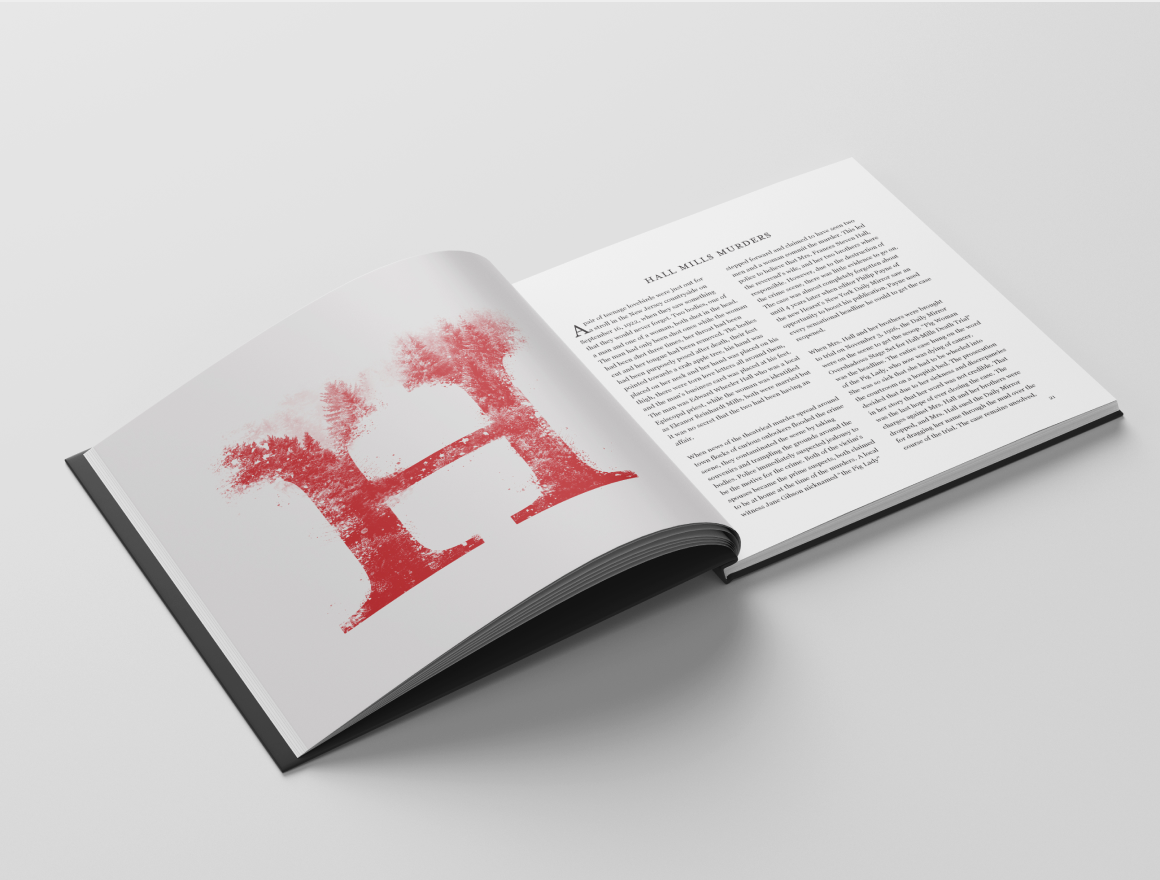 H
HALL MILLS MURDERS
A pair of teenage lovebirds were just out for
a stroll in the New Jersey countryside on
September 16, 1922, when they saw something
that they would never forget. Two bodies, one of
a man and one of a woman, both shot in the head.
The man had only been shot once while the woman
had been shot three times, her throat had been
cut and her tongue had been removed. The bodies
had been purposely posed after death, their feet
pointed towards a crab apple tree, his hand was
placed on her neck and her hand was placed on his
thigh, there were torn love letters all around them,
and the man's business card was placed at his feet.
The man was Edward Wheeler Hall who was a local
Episcopal priest, while the woman was identified
as Eleanor Reinhardt Mills; both were married but
it was no secret that the two had been having an
affair.
When news of the theatrical murder spread around
town flocks of curious onlookers flooded the crime
scene, they contaminated the scene by taking
souvenirs and trampling the grounds around the
bodies. Police immediately suspected jealousy to
be the motive for the crime. Both of the victim's
spouses became the prime suspects, both claimed
to be at home at the time of the murders. A local
witness Jane Gibson nicknamed "the Pig Lady"
stepped forward and claimed to have seen two
men and a woman commit the murder. This led
police to believe that Mrs. Frances Steven Hall,
the reverend's wife, and her two brothers where
responsible. However, due to the destruction of
the crime scene, there was little evidence to go on.
The case was almost completely forgotten about
until 4 years later when editor Philip Payne of
the new Hearst's New York Daily Mirror saw an
opportunity to boost his publication. Payne used
every sensational headline he could to get the case
reopened.
When Mrs. Hall and her brothers were brought
to trial on November 3, 1926, the Daily Mirror
were on the scene to get the scoop. "Pig Woman
Overshadows Stage Set for Hall-Mills Death Trial"
was the headline. The entire case hung on the word
of the Pig Lady, who now was dying of cancer.
She was so sick that she had to be wheeled into
the courtroom on a hospital bed. The prosecution
decided that due to her sickness and discrepancies
in her story that her word was not credible. That
was the last hope of ever closing the case. The
charges against Mrs. Hall and her brothers were
dropped, and Mrs. Hall sued the Daily Mirror
for dragging her name through the mud over the
course of the trial. The case remains unsolved.
21